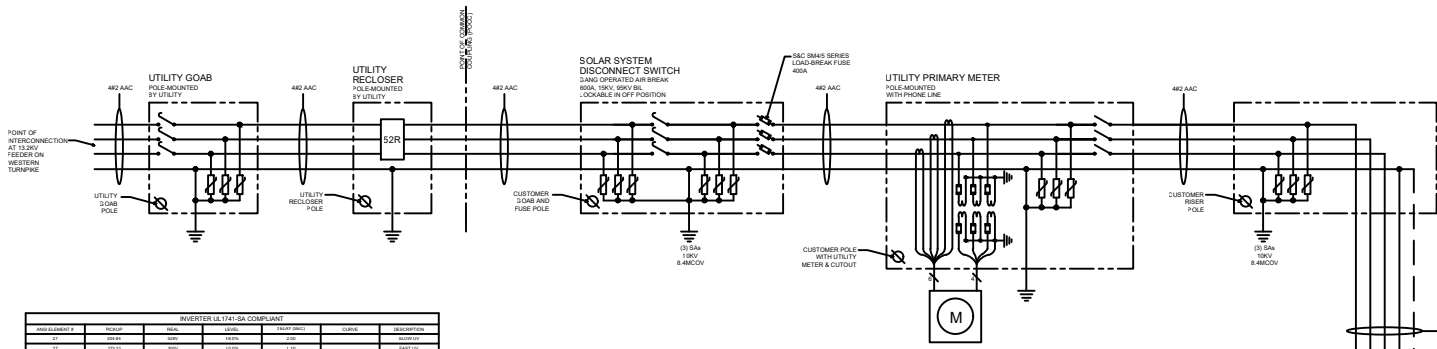 POINT OF COMMON
COUPLING (POCC)
UTILITY GOAB
POLE-MOUNTED
BY UTILITY
UTILITY
RECLOSER
POLE-MOUNTED
BY UTILITY
SOLAR SYSTEM
DISCONNECT SWITCH
GANG OPERATED AIR BREAK
600A, 15KV, 95KV BIL
LOCKABLE IN OFF POSITION
S&C SM4/5 SERIES
LOAD-BREAK FUSE
400A
UTILITY PRIMARY METER
POLE-MOUNTED
WITH PHONE LINE
4#2 AAC
4#2 AAC
4#2 AAC
4#2 AAC
4#2 AAC
POINT OF
INTERCONNECTION
AT 13.2KV
FEEDER ON
WESTERN
TURNPIKE
52R
UTILITY
GOAB
POLE
UTILITY
RECLOSER
POLE
CUSTOMER
GOAB AND
FUSE POLE
CUSTOMER
RISER
POLE
(3) SAs
10KV
8.4MCOV
CUSTOMER POLE
WITH UTILITY
METER & CUTOUT
(3) SAs
10KV
8.4MCOV
6
4
M
INVERTER UL1741-SA COMPLIANT
ANSI ELEMENT # PICKUP REAL LEVEL DELAY (SEC) CURVE DESCRIPTION
27 2.00 SLOW UV
27 FAST UV